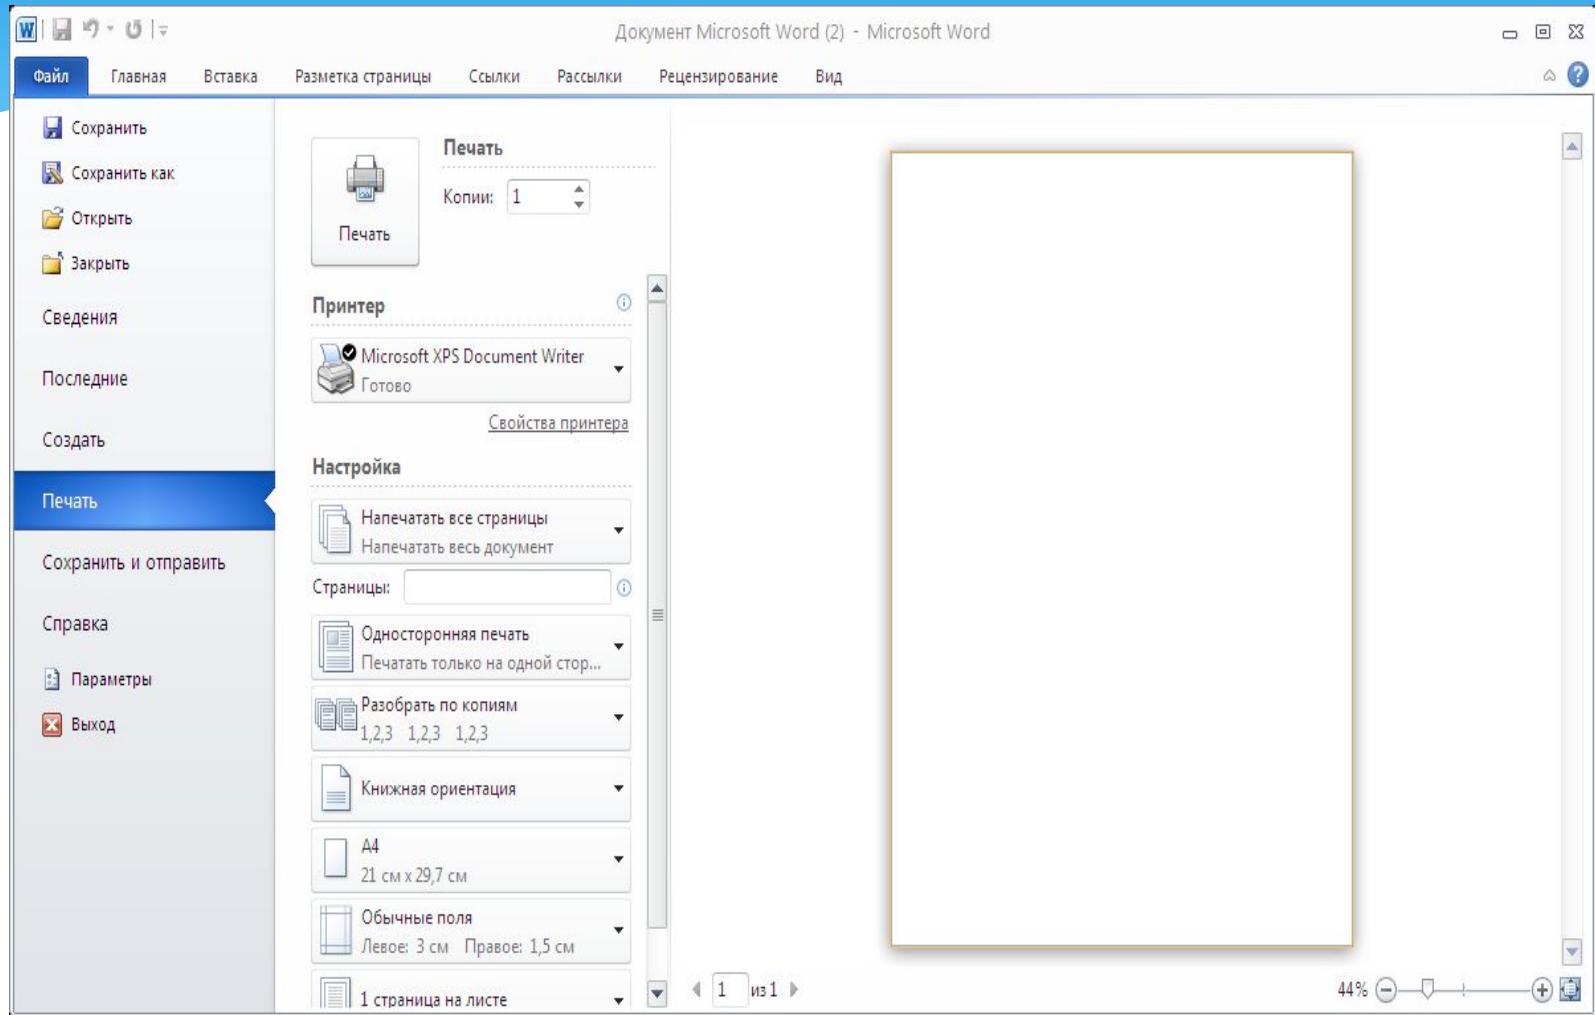 Документ Microsoft Word (2) - Microsoft Word
Файл Главная Вставка Разметка страницы Ссылки Рассылки Рецензирование Вид
Сохранить
Сохранить как
Открыть
Закрыть
Сведения
Последние
Создать
Печать
Сохранить и отправить
Справка
Параметры
Выход
Печать
Печать
Копии: 1
Принтер
Microsoft XPS Document Writer
Готово
Свойства принтера
Настройка
Напечатать все страницы
Напечатать весь документ
Страницы:
Односторонняя печать
Печатать только на одной стор...
Разобрать по копиям
1,2,3 1,2,3 1,2,3
Книжная ориентация
A4
21 см x 29,7 см
Обычные поля
Левое: 3 см Правое: 1,5 см
1 страница на листе
1 из 1
44%